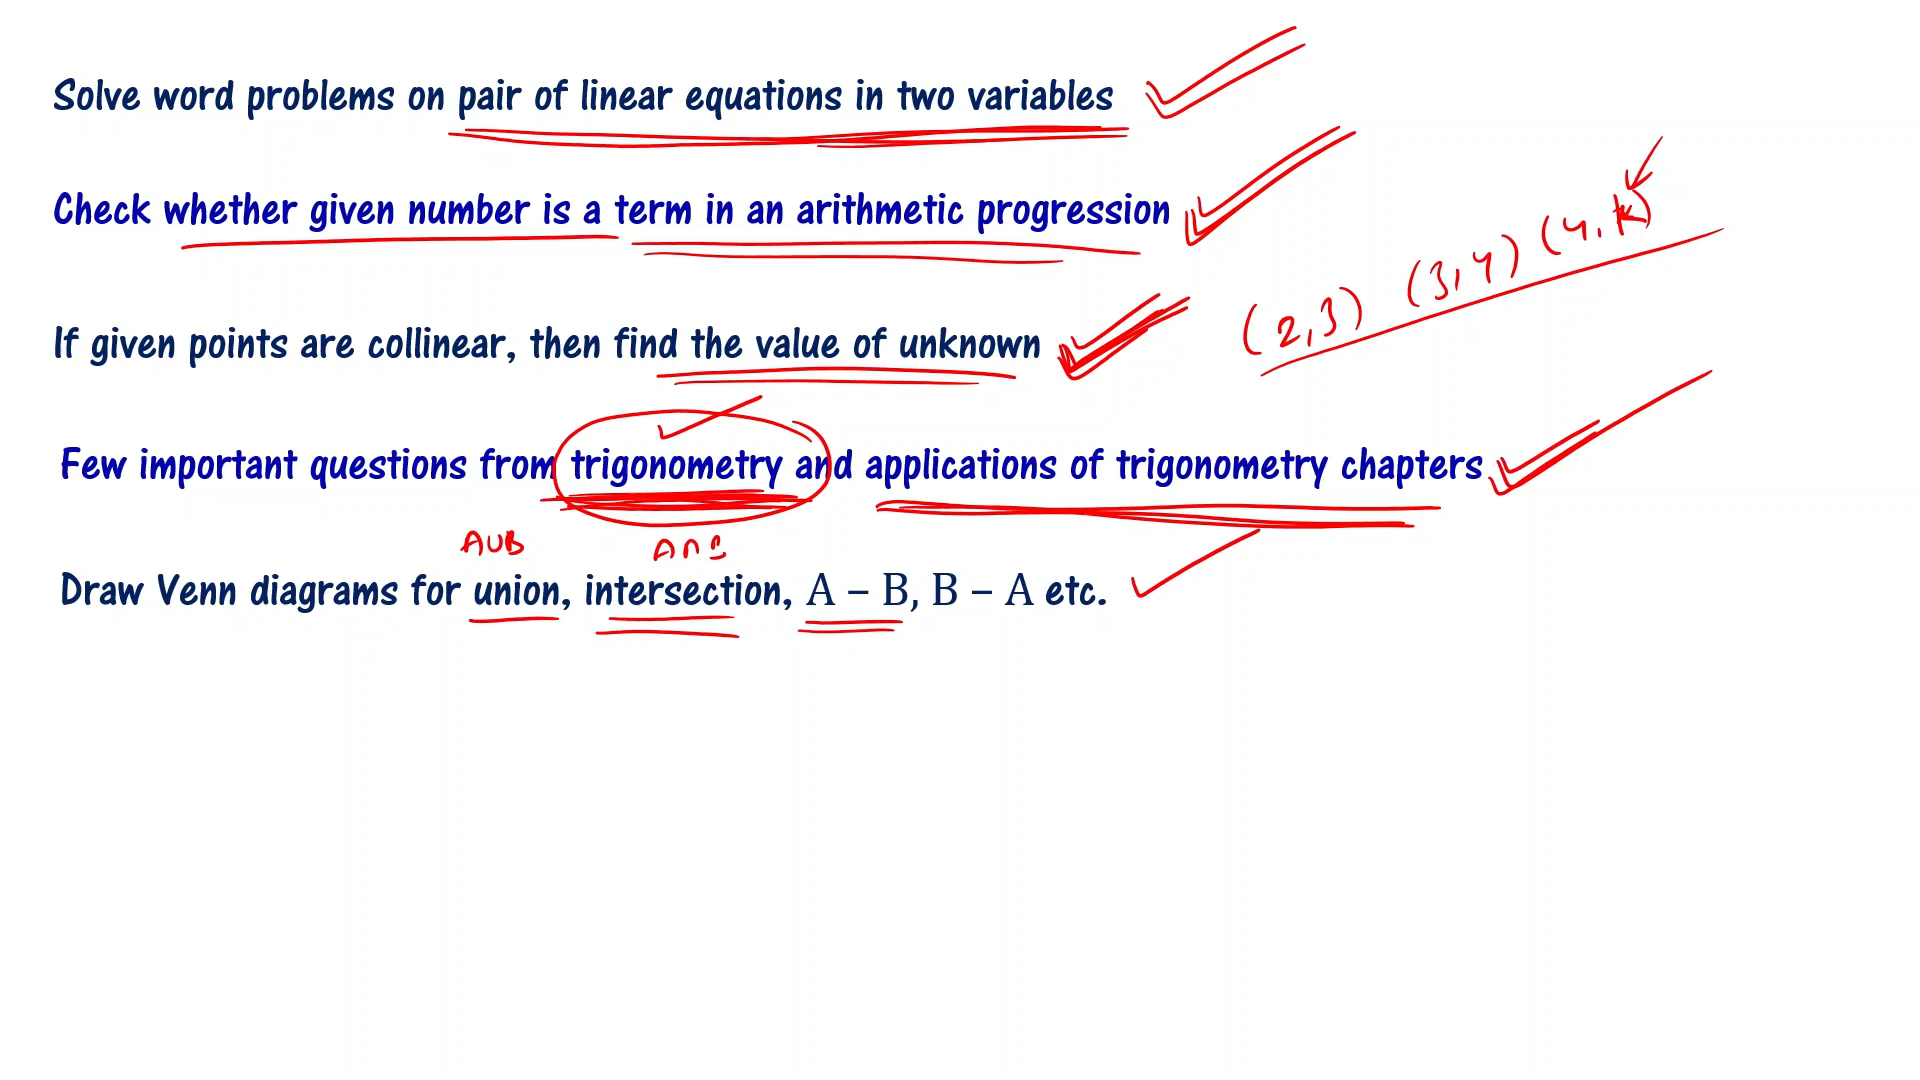 Solve word problems on pair of linear equations in two variables
Check whether given number is a term in an arithmetic progression
(2,3) (3,4) (4,k)
If given points are collinear, then find the value of unknown
Few important questions from trigonometry and applications of trigonometry chapters
A∪B A∩B
Draw Venn diagrams for union, intersection, A – B, B – A etc.